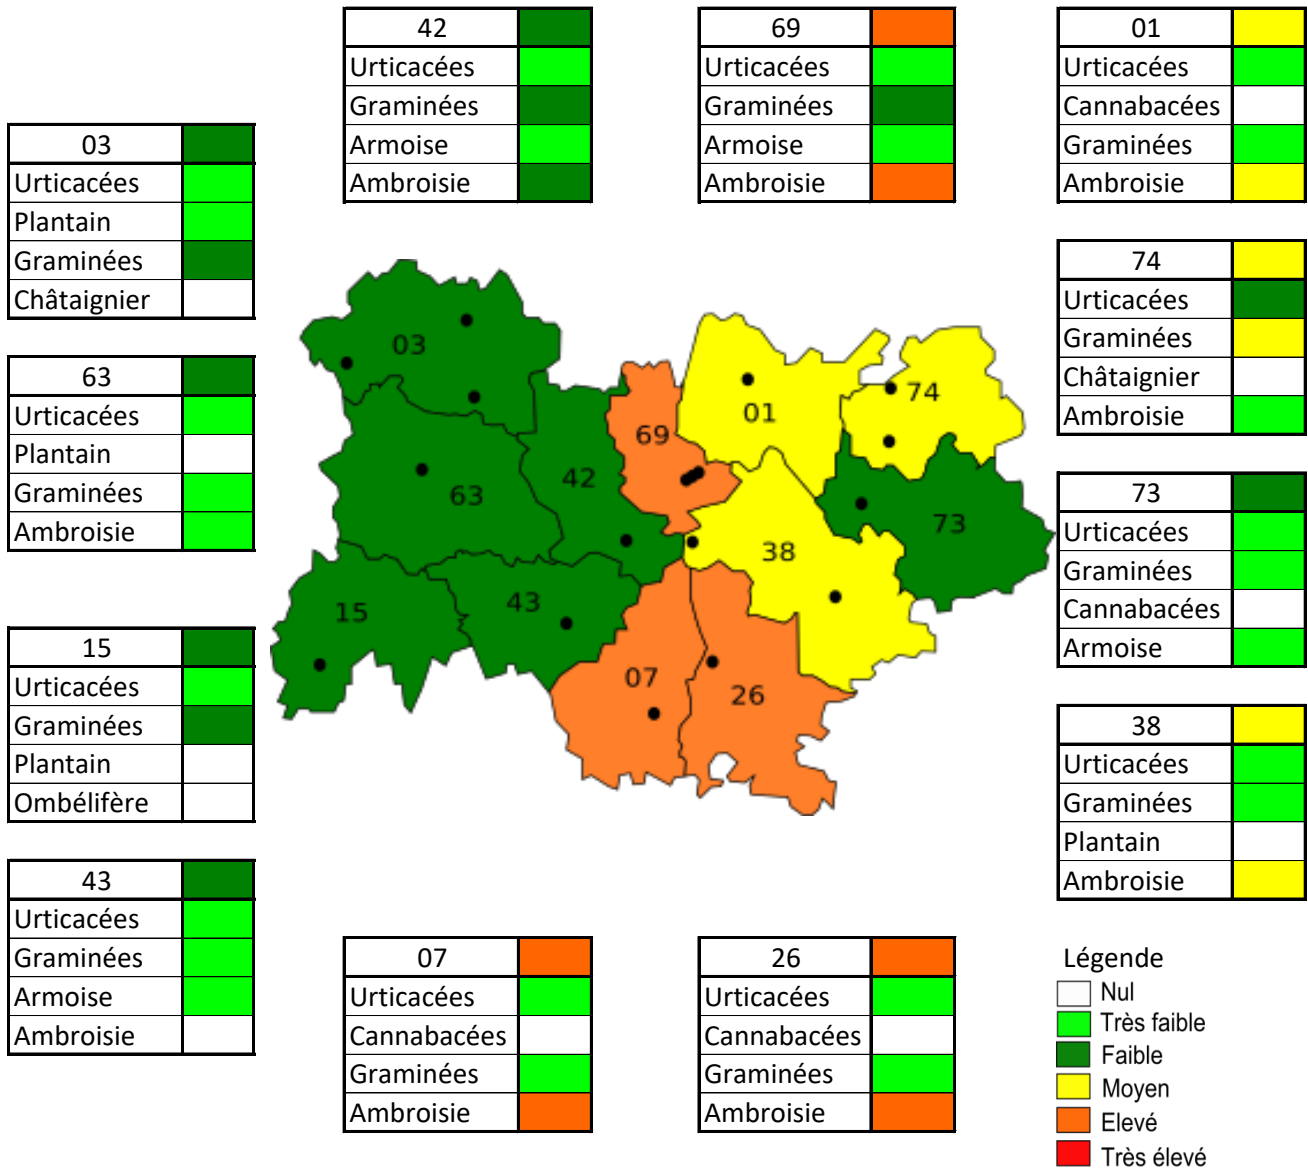 42
Urticacées
Graminées
Armoise
Ambroisie
69
Urticacées
Graminées
Armoise
Ambroisie
01
Urticacées
Cannabacées
Graminées
Ambroisie
03
Urticacées
Plantain
Graminées
Châtaignier
74
Urticacées
Graminées
Châtaignier
Ambroisie
63
Urticacées
Plantain
Graminées
Ambroisie
03
01
74
69
42
63
73
38
15
43
07
26
73
Urticacées
Graminées
Cannabacées
Armoise
15
Urticacées
Graminées
Plantain
Ombélifère
38
Urticacées
Graminées
Plantain
Ambroisie
43
Urticacées
Graminées
Armoise
Ambroisie
07
Urticacées
Cannabacées
Graminées
Ambroisie
26
Urticacées
Cannabacées
Graminées
Ambroisie
Légende
Nul
Très faible
Faible
Moyen
Elevé
Très élevé